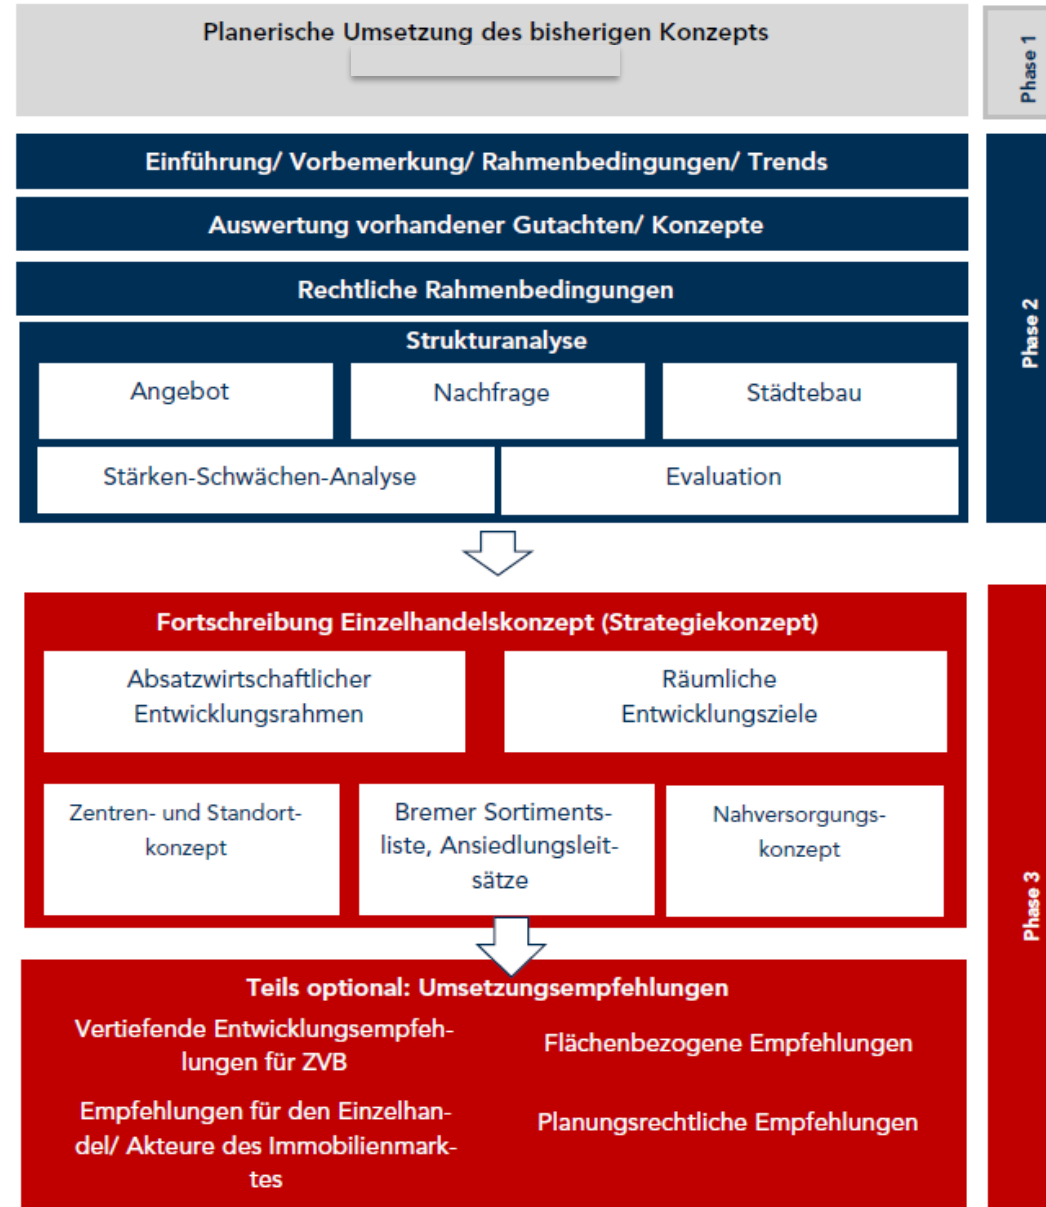 Planerische Umsetzung des bisherigen Konzepts
Phase 1
Einführung/ Vorbemerkung/ Rahmenbedingungen/ Trends
Auswertung vorhandener Gutachten/ Konzepte
Rechtliche Rahmenbedingungen
Phase 2
Strukturanalyse
Angebot
Nachfrage
Städtebau
Stärken-Schwächen-Analyse
Evaluation
Fortschreibung Einzelhandelskonzept (Strategiekonzept)
Absatzwirtschaftlicher
Entwicklungsrahmen
Räumliche
Entwicklungsziele
Zentren- und Standort-
konzept
Bremer Sortiments-
liste, Ansiedlungsleit-
sätze
Nahversorgungs-
konzept
Phase 3
Teils optional: Umsetzungsempfehlungen
Vertiefende Entwicklungsempfeh-
lungen für ZVB
Flächenbezogene Empfehlungen
Empfehlungen für den Einzelhan-
del/ Akteure des Immobilienmark-
tes
Planungsrechtliche Empfehlungen